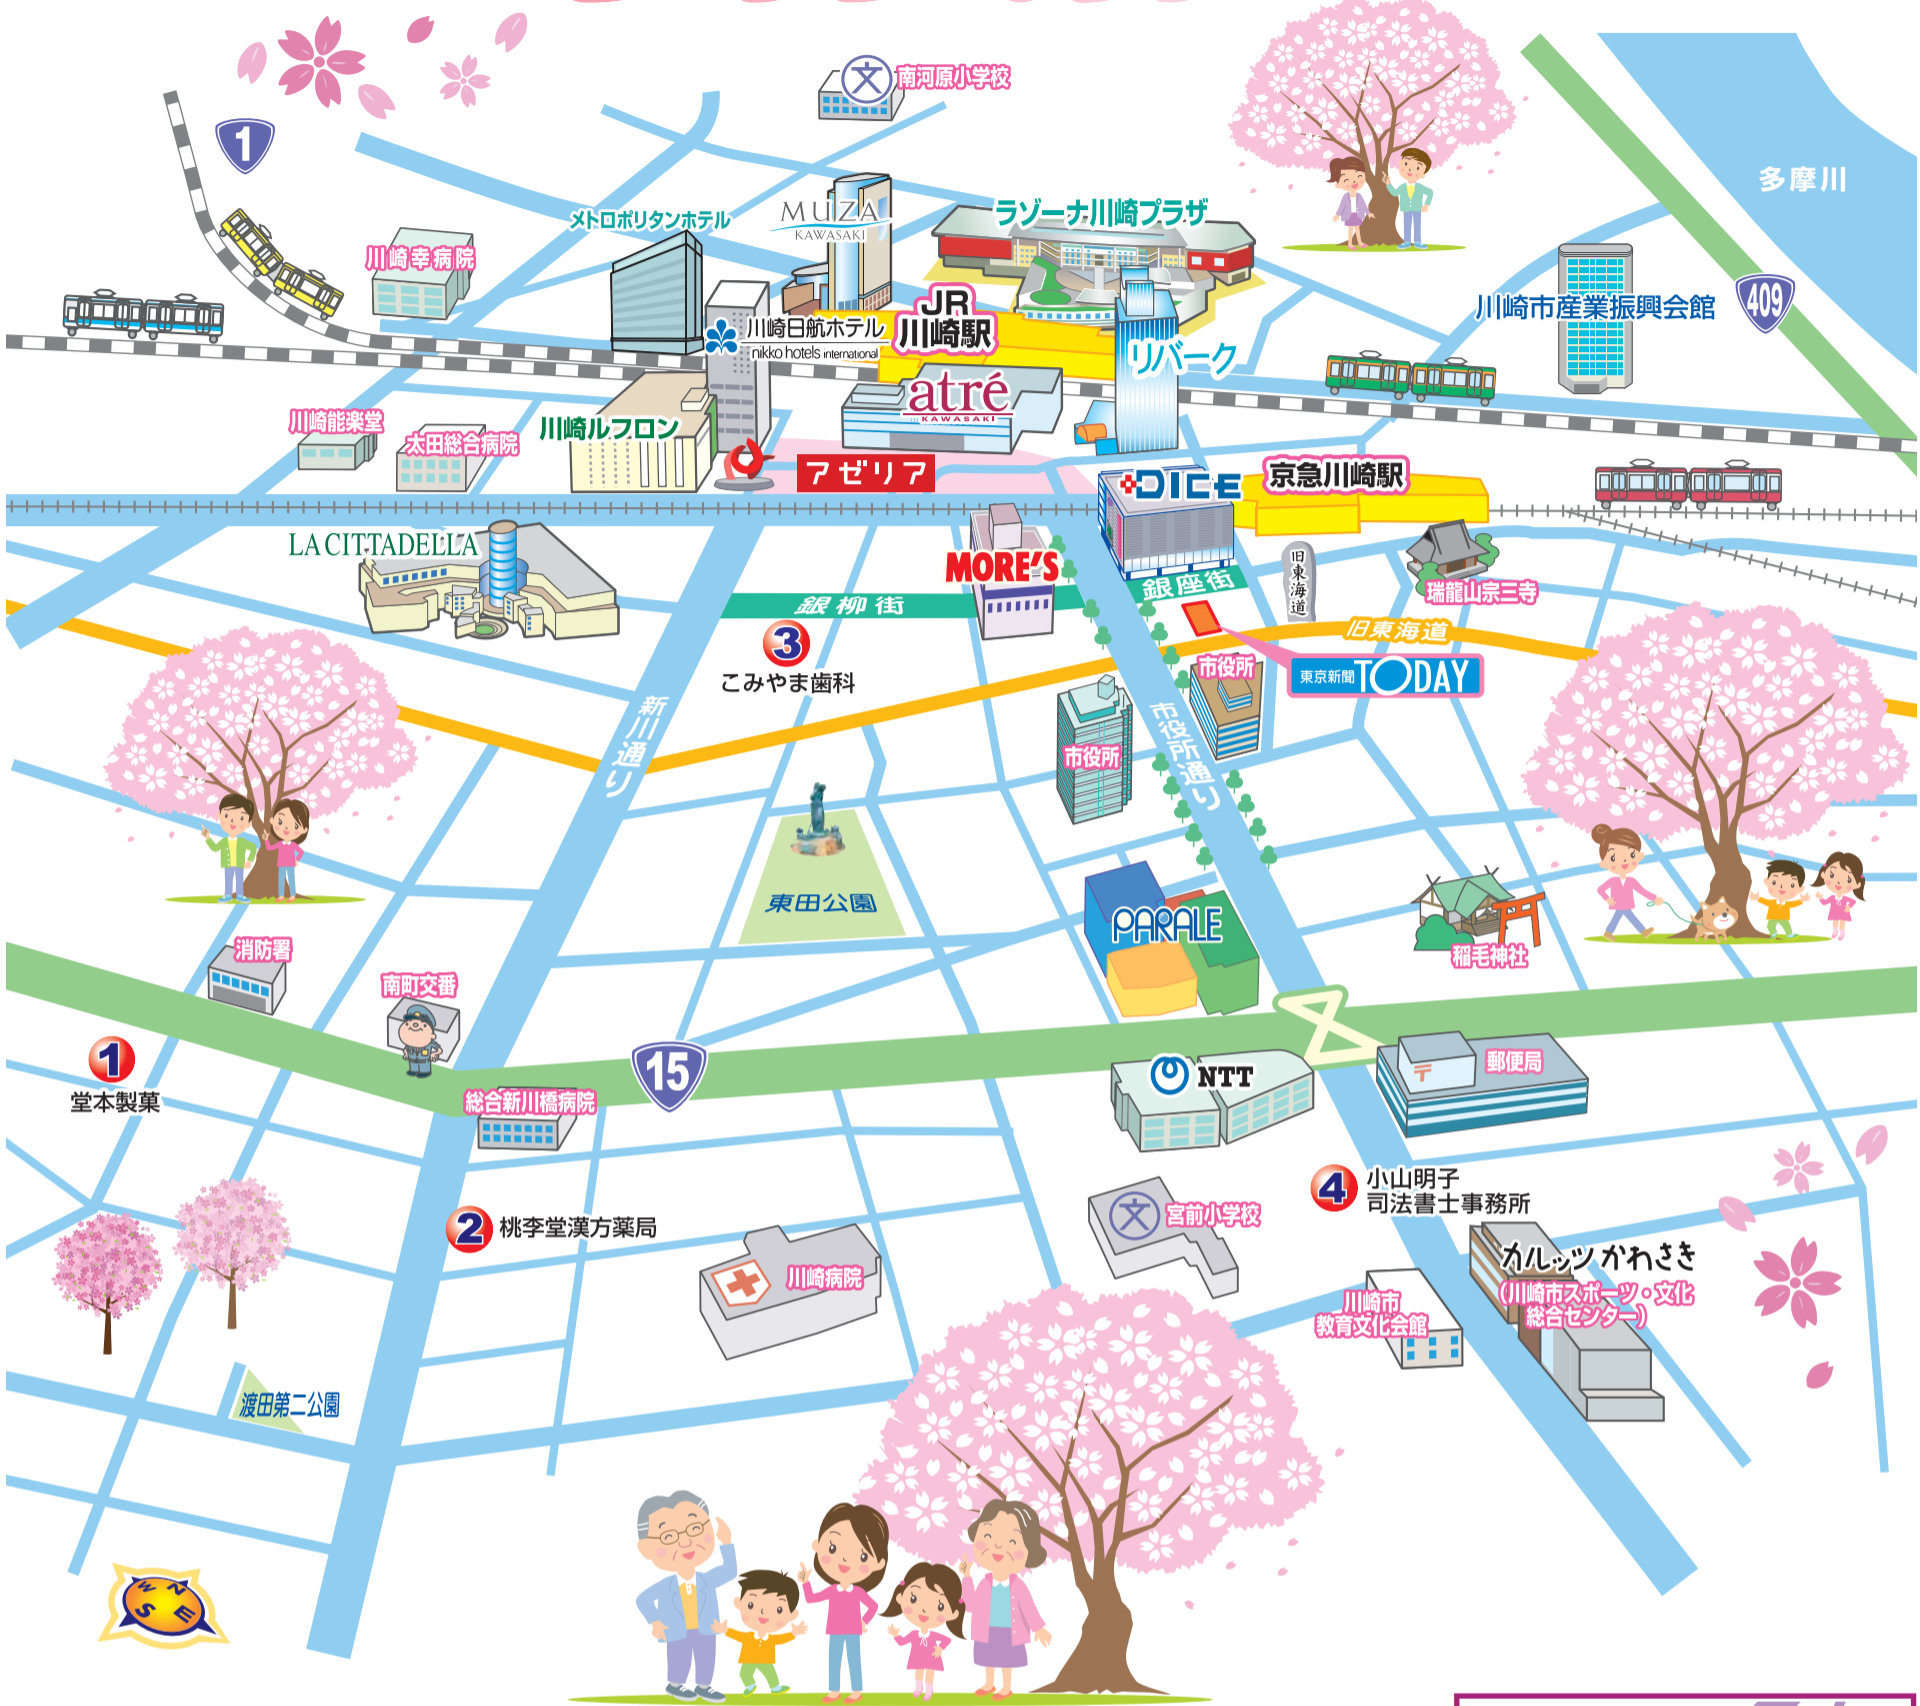 文
南河原小学校
1
多摩川
メトロポリタンホテル
MUZA
KAWASAKI
ラゾーナ川崎プラザ
川崎幸病院
409
川崎市産業振興会館
JR
川崎駅
川崎日航ホテル
nikko hotels international
リバーク
atré
KAWASAKI
川崎能楽堂
太田総合病院
川崎ルフロン
アゼリア
DICE
京急川崎駅
LA CITTADELLA
MORE'S
旧東海道
瑞龍山宗三寺
銀座街
銀柳街
3
こみやま歯科
旧東海道
市役所
東京新聞TODAY
新川通り
市役所通り
市役所
東田公園
PARALE
稲毛神社
消防署
南町交番
1
堂本製菓
15
NTT
〒
郵便局
総合新川橋病院
4
小山明子
司法書士事務所
2
桃李堂漢方薬局
文
宮前小学校
カルッツかわさき
(川崎市スポーツ・文化
総合センター)
川崎病院
川崎市
教育文化会館
渡田第二公園
N
W
E
S